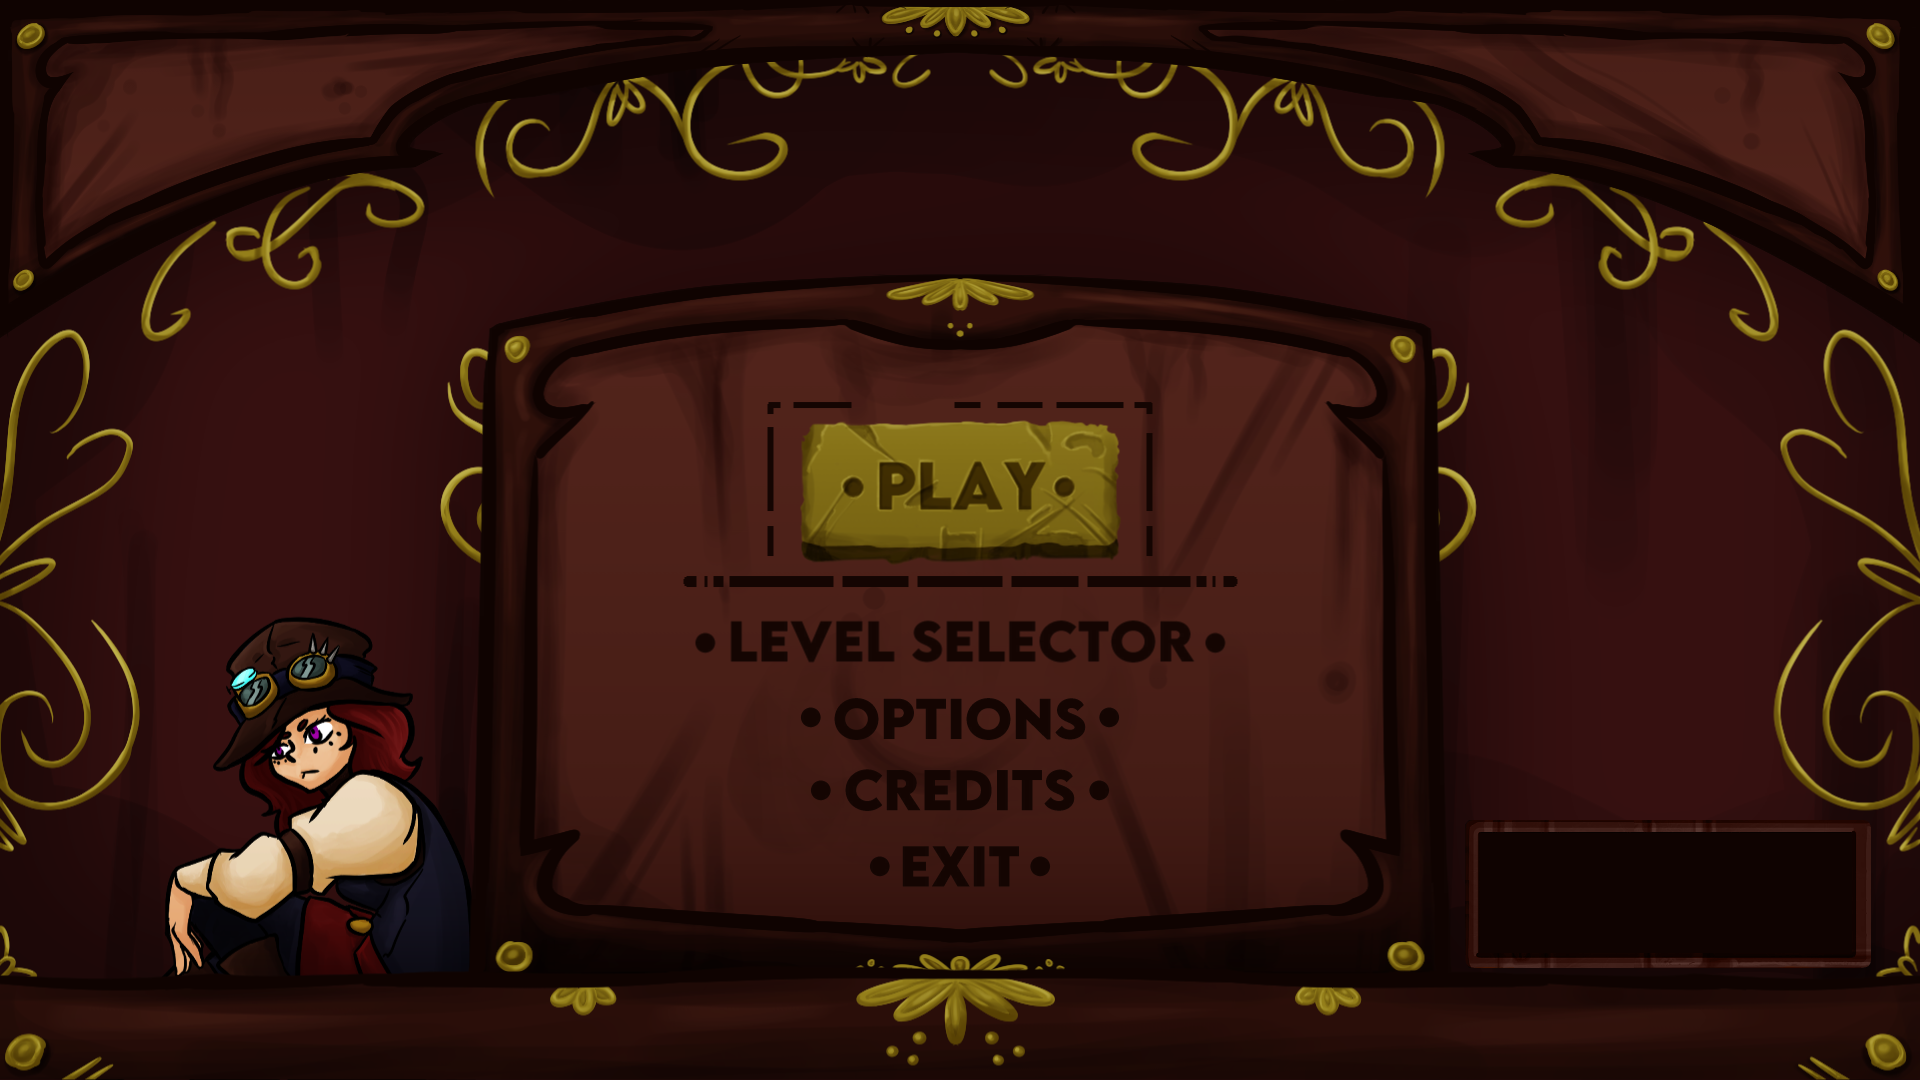 • PLAY •
• LEVEL SELECTOR •
• OPTIONS •
• CREDITS •
• EXIT •